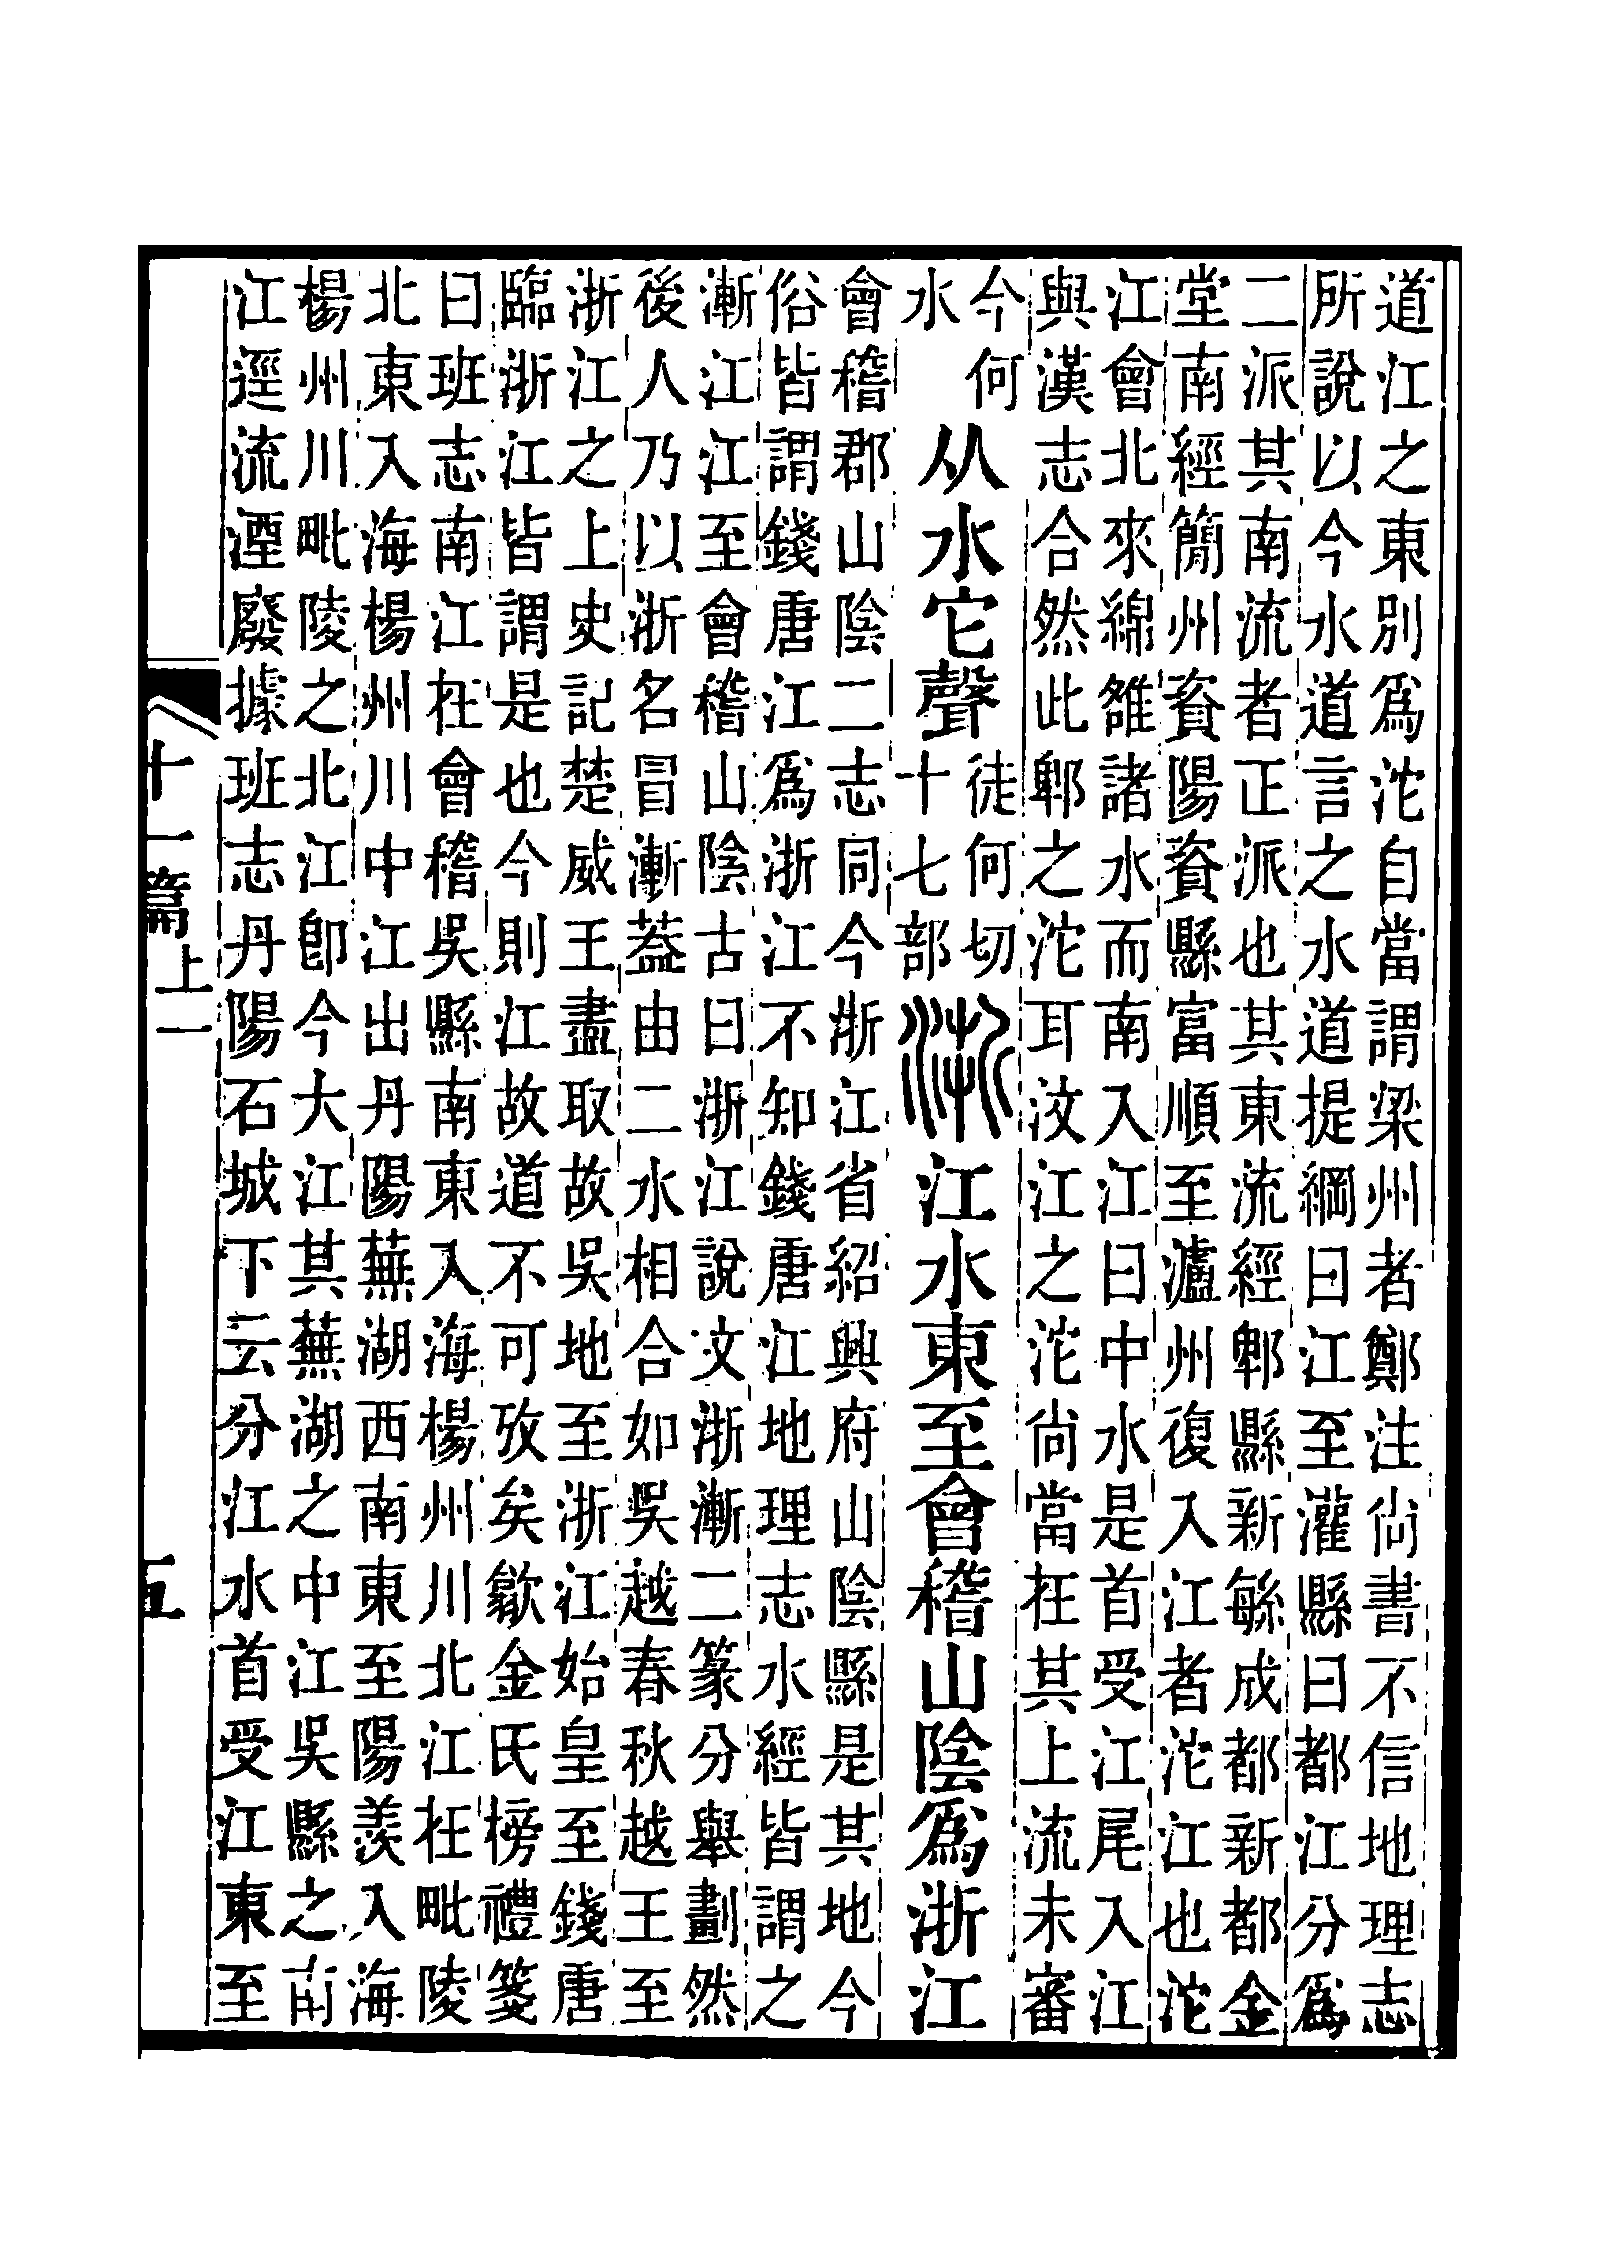 道江之東別爲沱自當謂梁州者鄭注尙書不信地理志
所說以今水道言之水道提綱曰江至灌縣曰都江分爲
二派其南流者正派也其東流經郫縣新緐成都新都金
堂南經簡州資陽資縣富順至瀘州復入江者沱江也沱
江會北來綿雒諸水而南入江曰中水是首受江尾入江
與漢志合然此郫之沱耳汶江之沱尙當在其上流未審
今何
水
从水它聲
徒何切
十七部
江水東至會稽山陰爲浙江
會稽郡山陰二志同今浙江省紹興府山陰縣是其地今
俗皆謂錢唐江爲浙江不知錢唐江地理志水經皆謂之
漸江江至會稽山陰古曰浙江說文浙漸二篆分舉劃然
後人乃以浙名冒漸葢由二水相合如吳越春秋越王至
浙江之上史記楚威王盡取故吳地至浙江始皇至錢唐
臨浙江皆謂是也今則江故道不可攷矣歙金氏榜禮箋
曰班志南江在會稽吳縣南東入海楊州川北江在毗陵
北東入海楊州川中江出丹陽蕪湖西南東至陽羨入海
楊州川毗陵之北江卽今大江其蕪湖之中江吳縣之南
江逕流湮廢據班志丹陽石城下云分江水首受江東至
十一篇上一
五